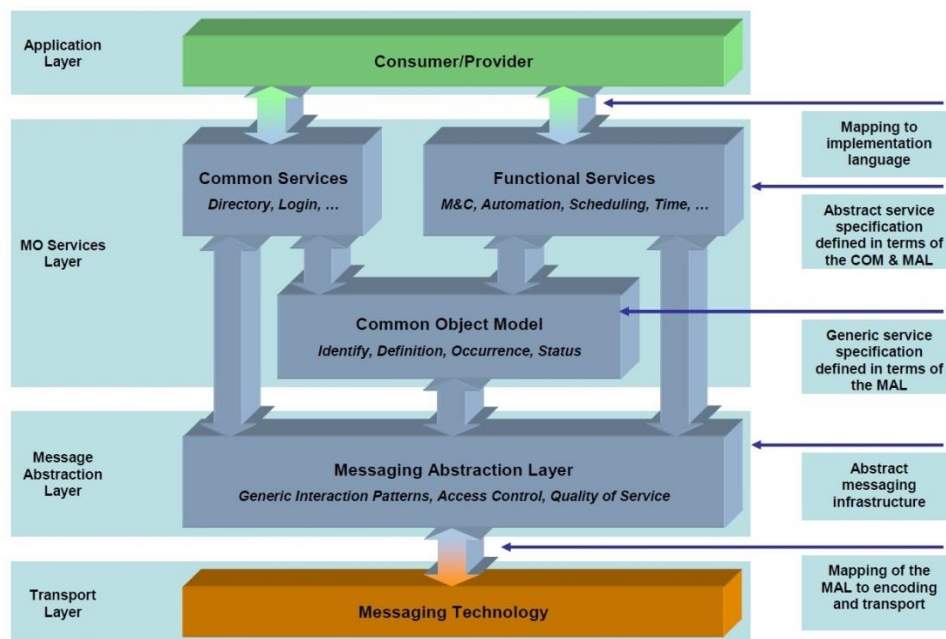 Application
Layer
Consumer/Provider
Mapping to
implementation
language
MO Services
Layer
Common Services
Directory, Login, ...
Functional Services
M&C, Automation, Scheduling, Time, ...
Abstract service
specification
defined in terms of
the COM & MAL
Common Object Model
Identify, Definition, Occurrence, Status
Generic service
specification
defined in terms of
the MAL
Message
Abstraction
Layer
Messaging Abstraction Layer
Generic Interaction Patterns, Access Control, Quality of Service
Abstract
messaging
infrastructure
Mapping of the
MAL to encoding
and transport
Transport
Layer
Messaging Technology